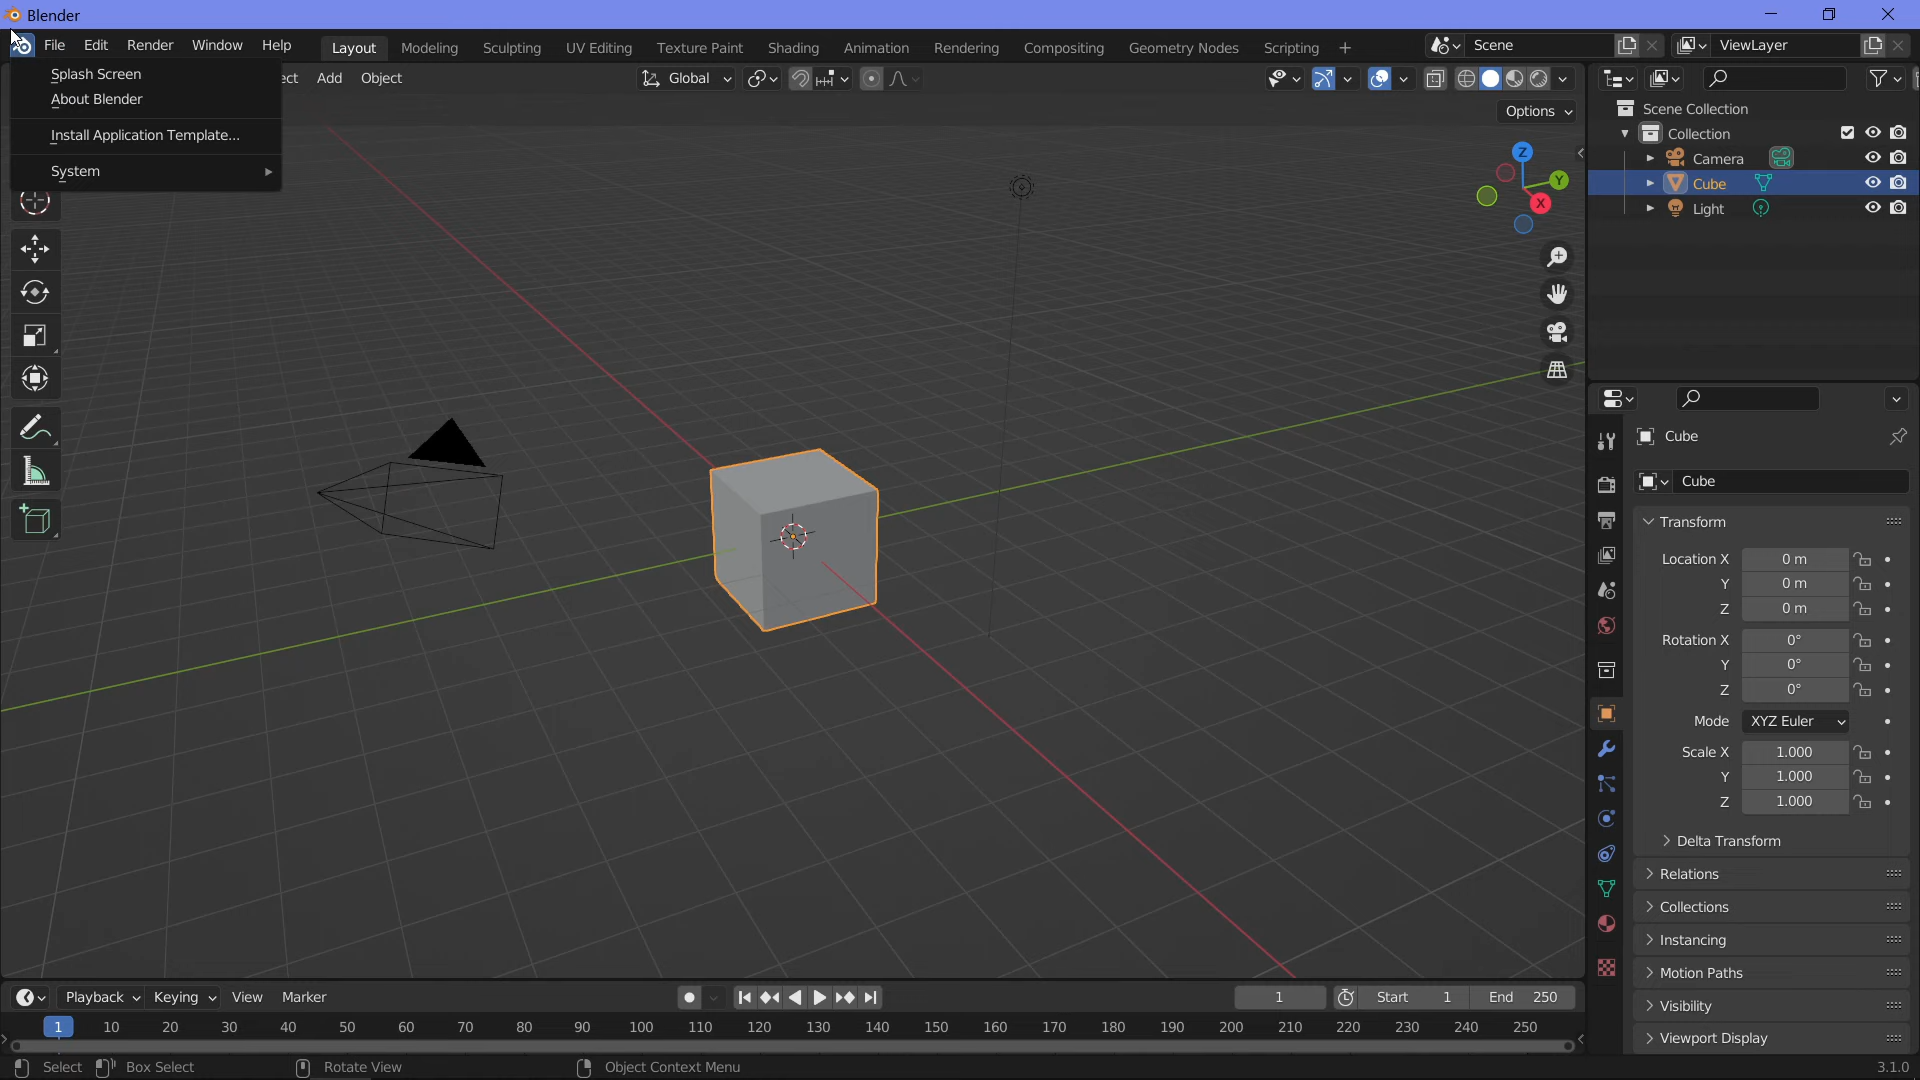 Blender
File Edit Render Window Help Layout Modeling Sculpting UV Editing Texture Paint Shading Animation Rendering Compositing Geometry Nodes Scripting + Scene ViewLayer
Splash Screen
About Blender
Install Application Template...
System
ect Add Object Global
Options
Z
Y
X
Scene Collection
Collection
Camera
Cube
Light
Cube
Cube
Transform
Location X 0 m
Y 0 m
Z 0 m
Rotation X 0°
Y 0°
Z 0°
Mode XYZ Euler
Scale X 1.000
Y 1.000
Z 1.000
Delta Transform
Relations
Collections
Instancing
Motion Paths
Visibility
Viewport Display
Playback Keying View Marker 1 Start 1 End 250
1 10 20 30 40 50 60 70 80 90 100 110 120 130 140 150 160 170 180 190 200 210 220 230 240 250
Select Box Select Rotate View Object Context Menu 3.1.0